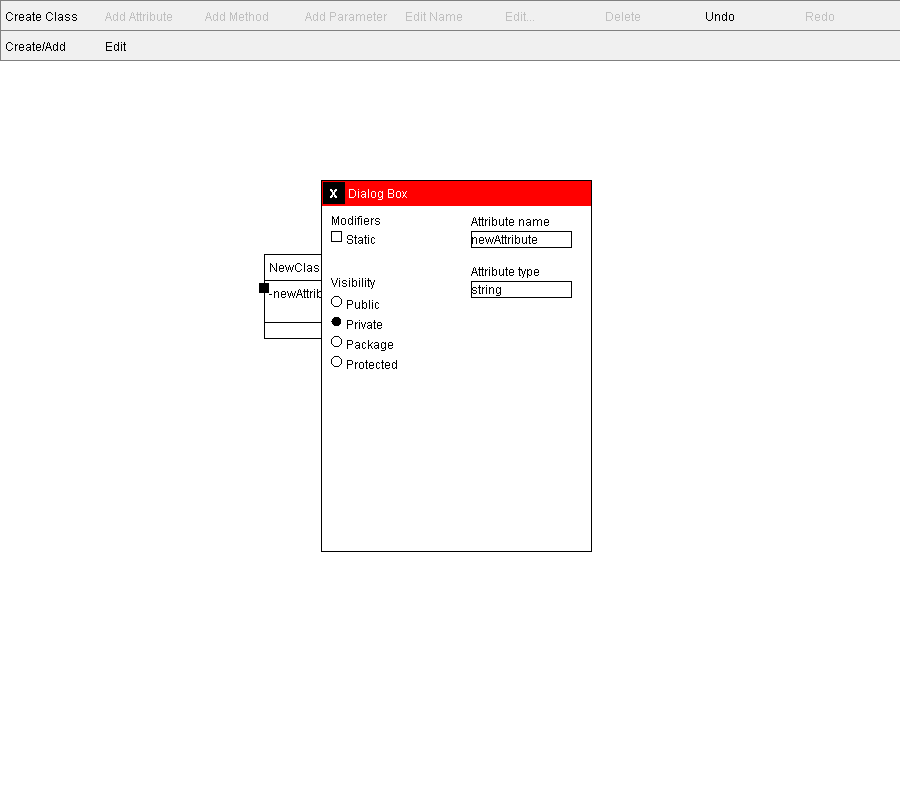 Create Class Add Attribute Add Method Add Parameter Edit Name Edit... Delete Undo Redo
Create/Add Edit
X Dialog Box
Modifiers
Static
Visibility
Public
Private
Package
Protected
Attribute name
newAttribute
Attribute type
string
NewClas
-newAttrib